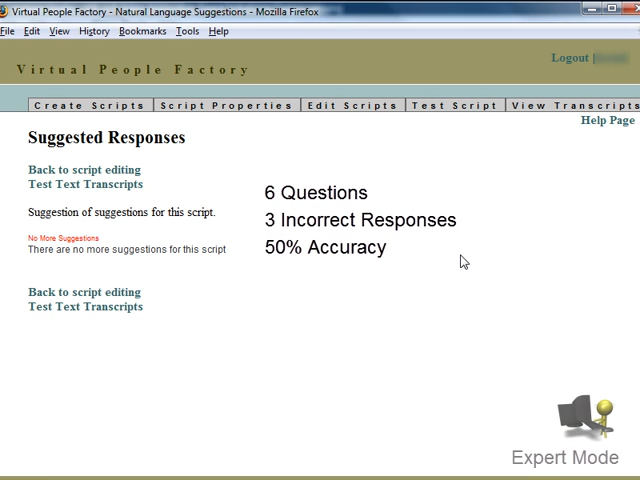 Virtual People Factory - Natural Language Suggestions - Mozilla Firefox
File Edit View History Bookmarks Tools Help
Logout [
Virtual People Factory
Create Scripts Script Properties Edit Scripts Test Script View Transcripts
Help Page
Suggested Responses
Back to script editing
Test Text Transcripts
6 Questions
Suggestion of suggestions for this script.
3 Incorrect Responses
No More Suggestions
50% Accuracy
There are no more suggestions for this script
Back to script editing
Test Text Transcripts
Expert Mode